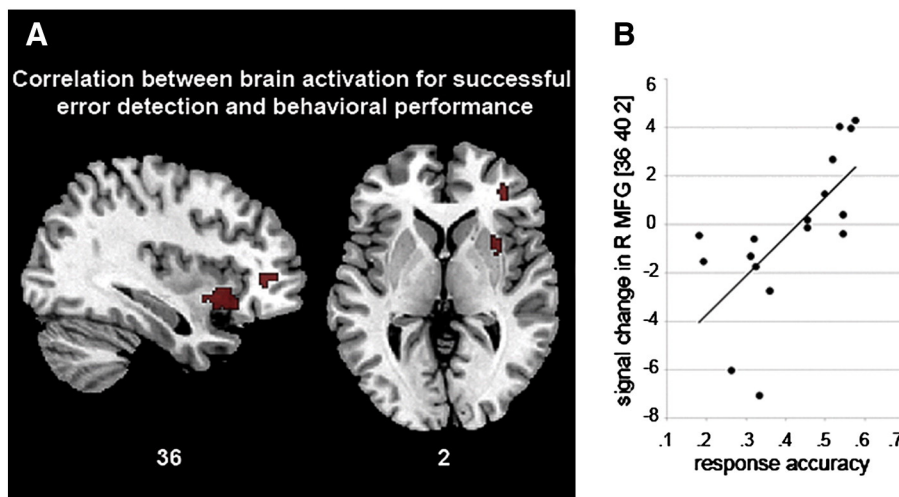 A
Correlation between brain activation for successful
error detection and behavioral performance
36
2
B
signal change in R MFG [36 40 2]
6
4
2
0
-2
-4
-6
-8
.1 .2 .3 .4 .5 .6 .7
response accuracy